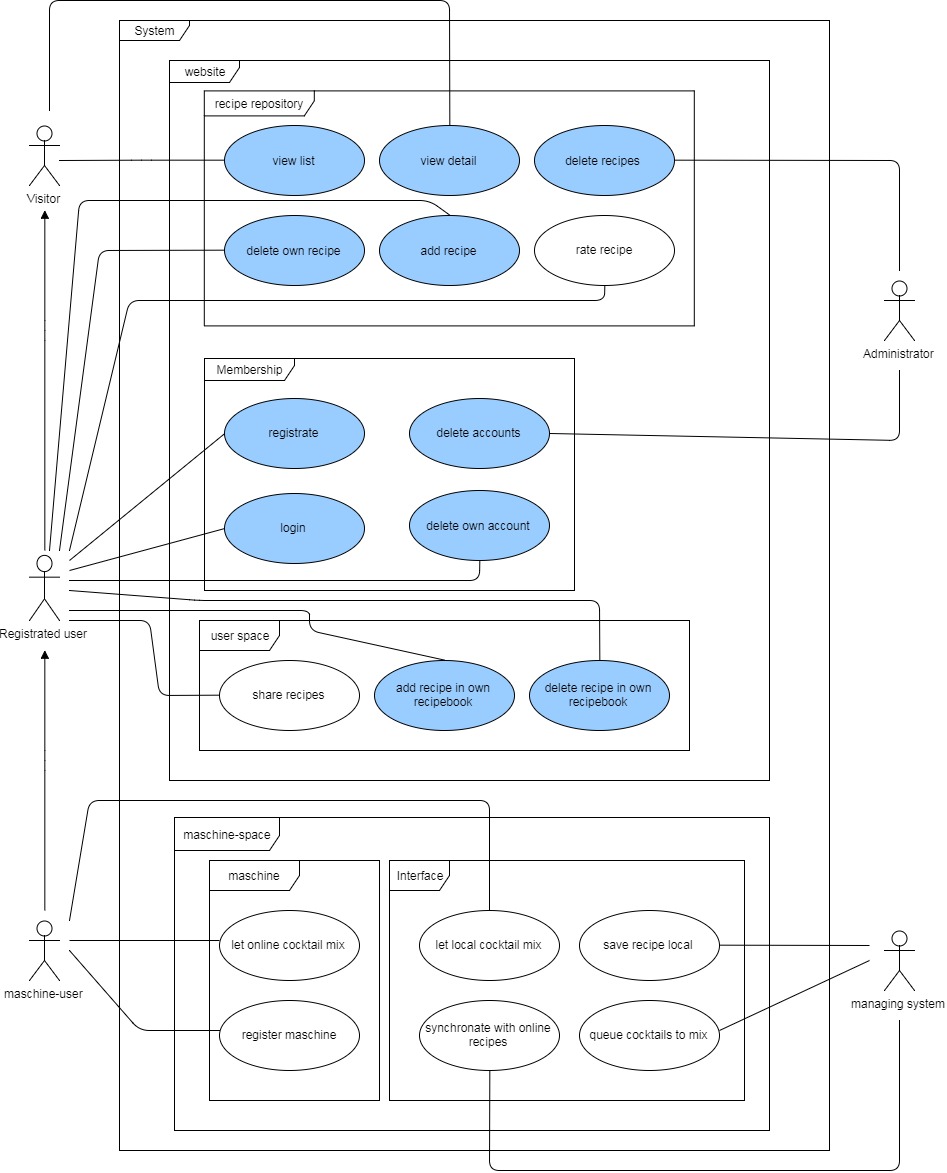 System
website
recipe repository
view list
view detail
delete recipes
Visitor
delete own recipe
add recipe
rate recipe
Administrator
Membership
registrate
delete accounts
login
delete own account
Registrated user
user space
share recipes
add recipe in own
recipebook
delete recipe in own
recipebook
maschine-space
maschine
Interface
let online cocktail mix
let local cocktail mix
save recipe local
maschine-user
managing system
register maschine
synchronate with online
recipes
queue cocktails to mix